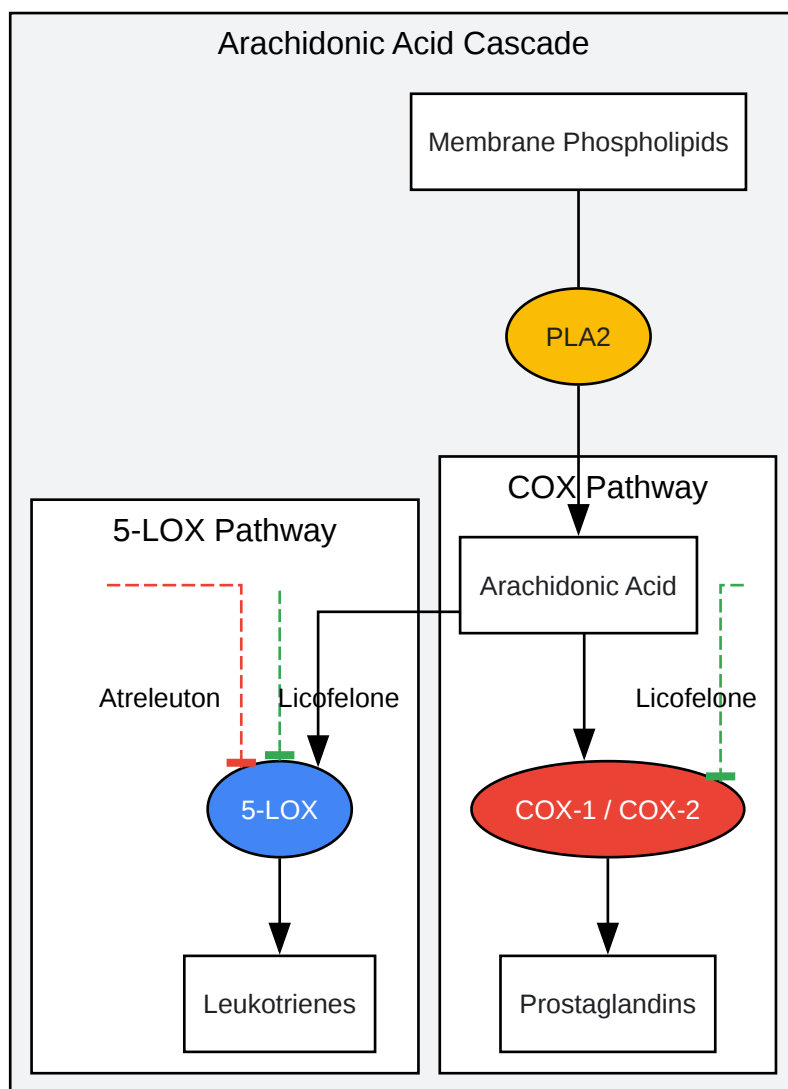 Arachidonic Acid Cascade
Membrane Phospholipids
PLA2
COX Pathway
5-LOX Pathway
Arachidonic Acid
Atreleuton
Licofelone
Licofelone
5-LOX
COX-1 / COX-2
Leukotrienes
Prostaglandins